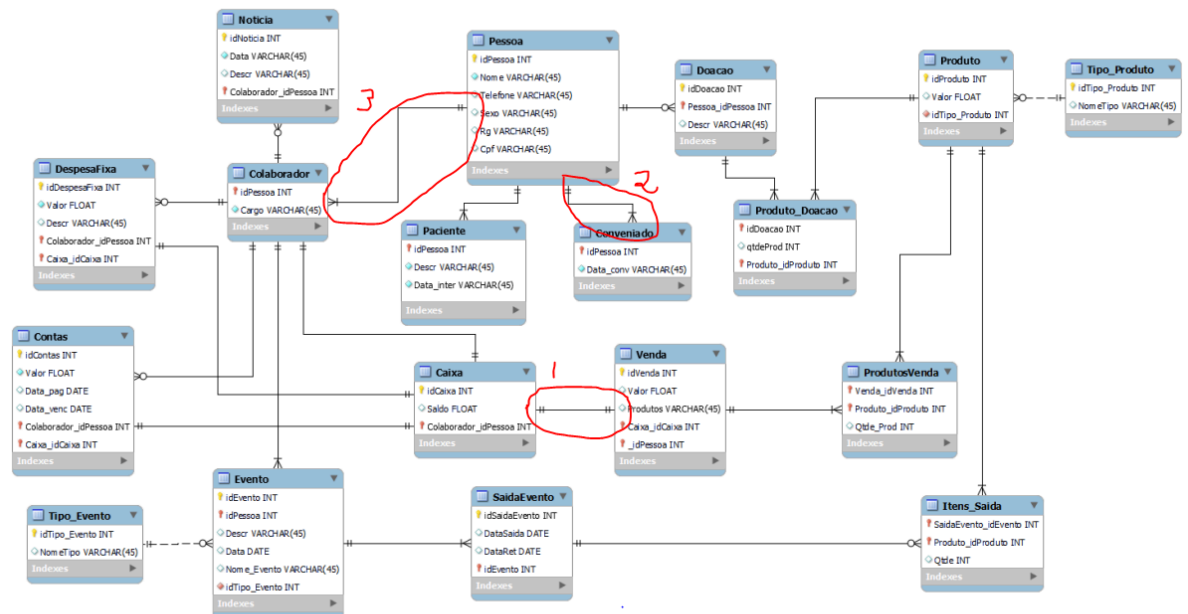 Noticia
idNoticia INT
Data VARCHAR(45)
Descr VARCHAR(45)
Colaborador_idPessoa INT
Indexes
Pessoa
idPessoa INT
Nome VARCHAR(45)
Telefone VARCHAR(45)
Sexo VARCHAR(45)
Rg VARCHAR(45)
Cpf VARCHAR(45)
Indexes
Doacao
idDoacao INT
Pessoa_idPessoa INT
Descr VARCHAR(45)
Indexes
Produto
idProduto INT
Valor FLOAT
idTipo_Produto INT
Indexes
Tipo_Produto
idTipo_Produto INT
NomeTipo VARCHAR(45)
Indexes
3
2
DespesaFixa
idDespesaFixa INT
Valor FLOAT
Descr VARCHAR(45)
Colaborador_idPessoa INT
Caixa_idCaixa INT
Indexes
Colaborador
idPessoa INT
Cargo VARCHAR(45)
Indexes
Paciente
idPessoa INT
Descr VARCHAR(45)
Data_inter VARCHAR(45)
Indexes
Conveniado
idPessoa INT
Data_conv VARCHAR(45)
Indexes
Produto_Doacao
idDoacao INT
qtdeProd INT
Produto_idProduto INT
Indexes
Contas
idContas INT
Valor FLOAT
Data_pag DATE
Data_venc DATE
Colaborador_idPessoa INT
Caixa_idCaixa INT
Indexes
Caixa
idCaixa INT
Saldo FLOAT
Colaborador_idPessoa INT
Indexes
1
Venda
idVenda INT
Valor FLOAT
Produtos VARCHAR(45)
Caixa_idCaixa INT
_idPessoa INT
Indexes
ProdutosVenda
Venda_idVenda INT
Produto_idProduto INT
Qtde_Prod INT
Indexes
Tipo_Evento
idTipo_Evento INT
NomeTipo VARCHAR(45)
Indexes
Evento
idEvento INT
idPessoa INT
Descr VARCHAR(45)
Data DATE
Nome_Evento VARCHAR(45)
idTipo_Evento INT
Indexes
SaidaEvento
idSaidaEvento INT
DataSaida DATE
DataRet DATE
idEvento INT
Indexes
Itens_Saida
SaidaEvento_idEvento INT
Produto_idProduto INT
Qtde INT
Indexes